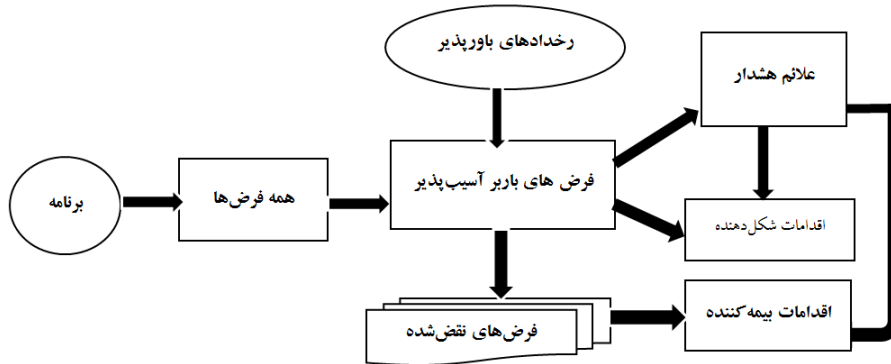 رخدادهای باورپذیر
علائم هشدار
برنامه
همه فرض‌ها
فرض های باربر آسیب‌پذیر
اقدامات شکل‌دهنده
فرض‌های نقض‌شده
اقدامات بیمه‌کننده